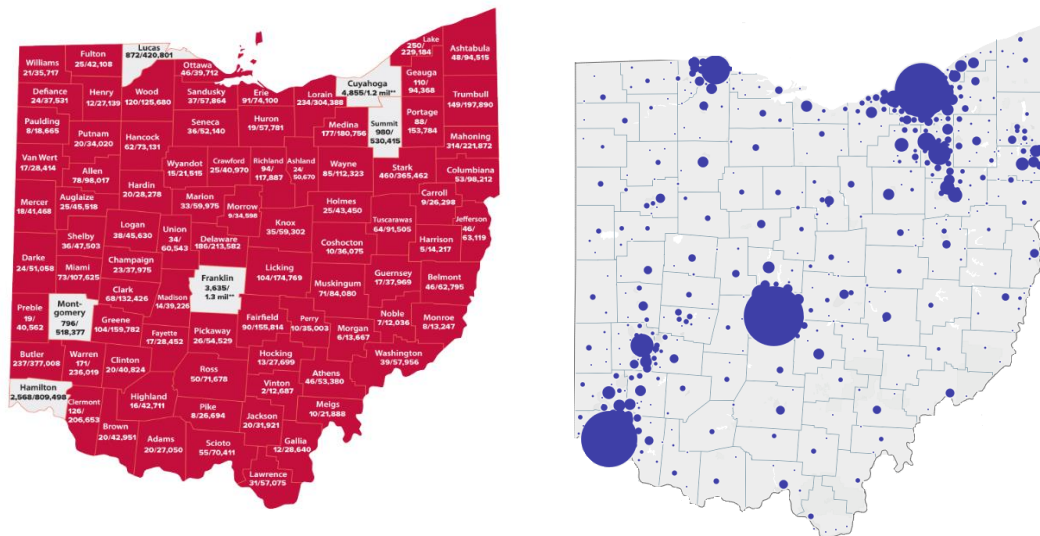 Lake
250/
229,184
Ashtabula
48/94,515
Lucas
872/420,801
Fulton
25/42,108
Williams
21/35,717
Ottawa
46/39,712
Geauga
110/
94,368
Cuyahoga
4,855/1.2 mil**
Trumbull
149/197,890
Defiance
24/37,531
Henry
12/27,139
Wood
120/125,680
Sandusky
37/57,864
Erie
91/74,100
Lorain
234/304,388
Portage
88/
153,784
Summit
980/
530,415
Medina
177/180,756
Huron
19/57,781
Seneca
36/52,140
Paulding
8/18,665
Putnam
20/34,020
Hancock
62/73,131
Mahoning
314/221,872
Van Wert
17/28,414
Allen
78/98,017
Wyandot
15/21,515
Crawford
25/40,970
Richland
94/
117,887
Ashland
24/
50,670
Wayne
85/112,323
Stark
460/365,462
Columbiana
53/98,212
Hardin
20/28,278
Mercer
18/41,468
Auglaize
25/45,518
Marion
33/59,975
Morrow
9/34,598
Holmes
25/43,450
Carroll
9/26,298
Jefferson
46/
63,119
Tuscarawas
64/91,505
Knox
35/59,302
Logan
38/45,630
Union
34/
60,543
Shelby
36/47,503
Delaware
186/213,582
Coshocton
10/36,075
Harrison
5/14,217
Darke
24/51,058
Champaign
23/37,975
Miami
73/107,625
Franklin
3,635/
1.3 mil**
Licking
104/174,769
Guernsey
17/37,969
Belmont
46/62,795
Muskingum
71/84,080
Clark
68/132,426
Madison
14/39,226
Preble
19/
40,562
Mont-
gomery
796/
518,377
Greene
104/159,782
Fayette
17/28,452
Pickaway
26/54,529
Fairfield
90/155,814
Perry
10/35,003
Morgan
6/13,667
Noble
7/12,036
Monroe
8/13,247
Butler
237/377,008
Warren
171/
236,019
Clinton
20/40,824
Hocking
13/27,699
Washington
39/57,956
Ross
50/71,678
Athens
46/53,380
Vinton
2/12,687
Hamilton
2,568/809,498
Clermont
126/
206,653
Highland
16/42,711
Meigs
10/21,888
Pike
8/26,694
Jackson
20/31,921
Brown
20/42,951
Adams
20/27,050
Scioto
55/70,411
Gallia
12/28,640
Lawrence
31/57,075